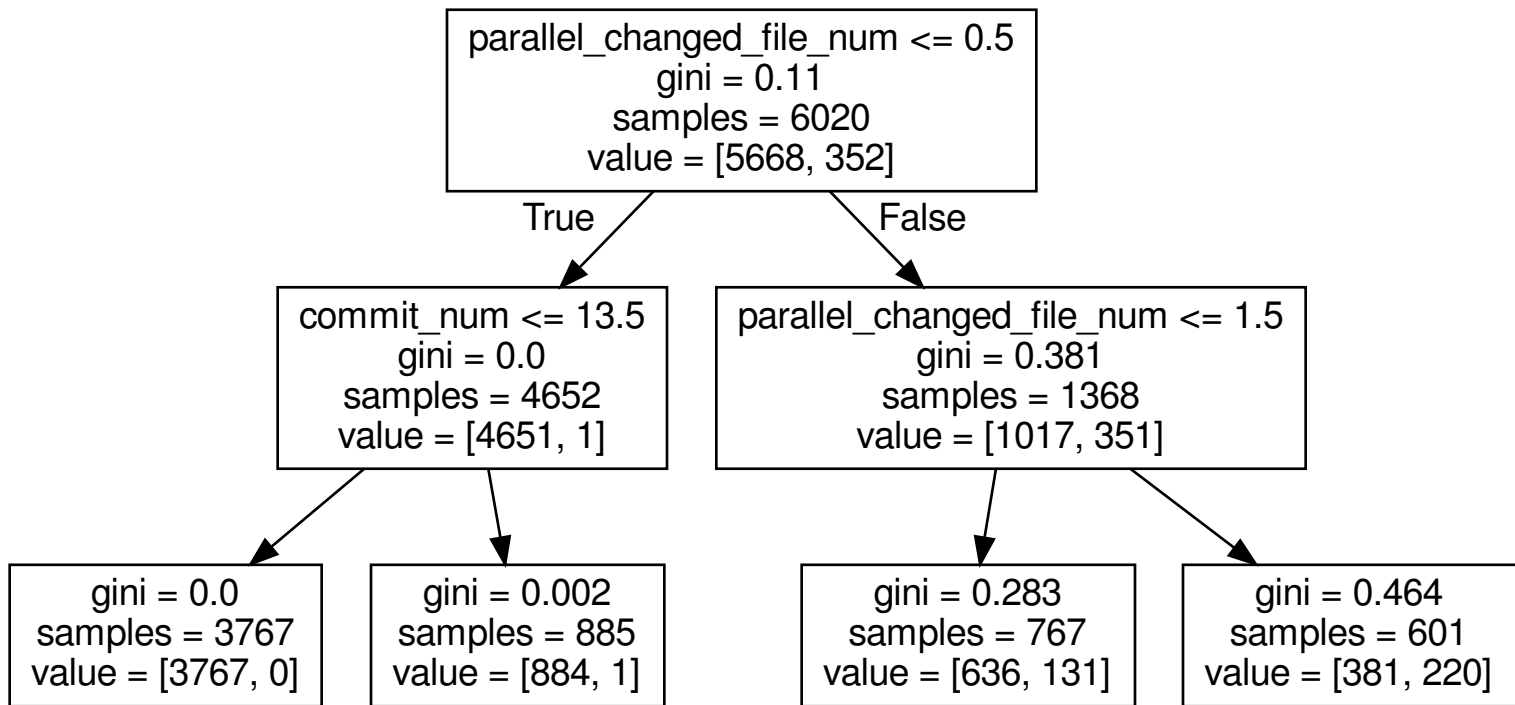 parallel_changed_file_num <= 0.5
gini = 0.11
samples = 6020
value = [5668, 352]
True
False
commit_num <= 13.5
gini = 0.0
samples = 4652
value = [4651, 1]
parallel_changed_file_num <= 1.5
gini = 0.381
samples = 1368
value = [1017, 351]
gini = 0.0
samples = 3767
value = [3767, 0]
gini = 0.002
samples = 885
value = [884, 1]
gini = 0.283
samples = 767
value = [636, 131]
gini = 0.464
samples = 601
value = [381, 220]